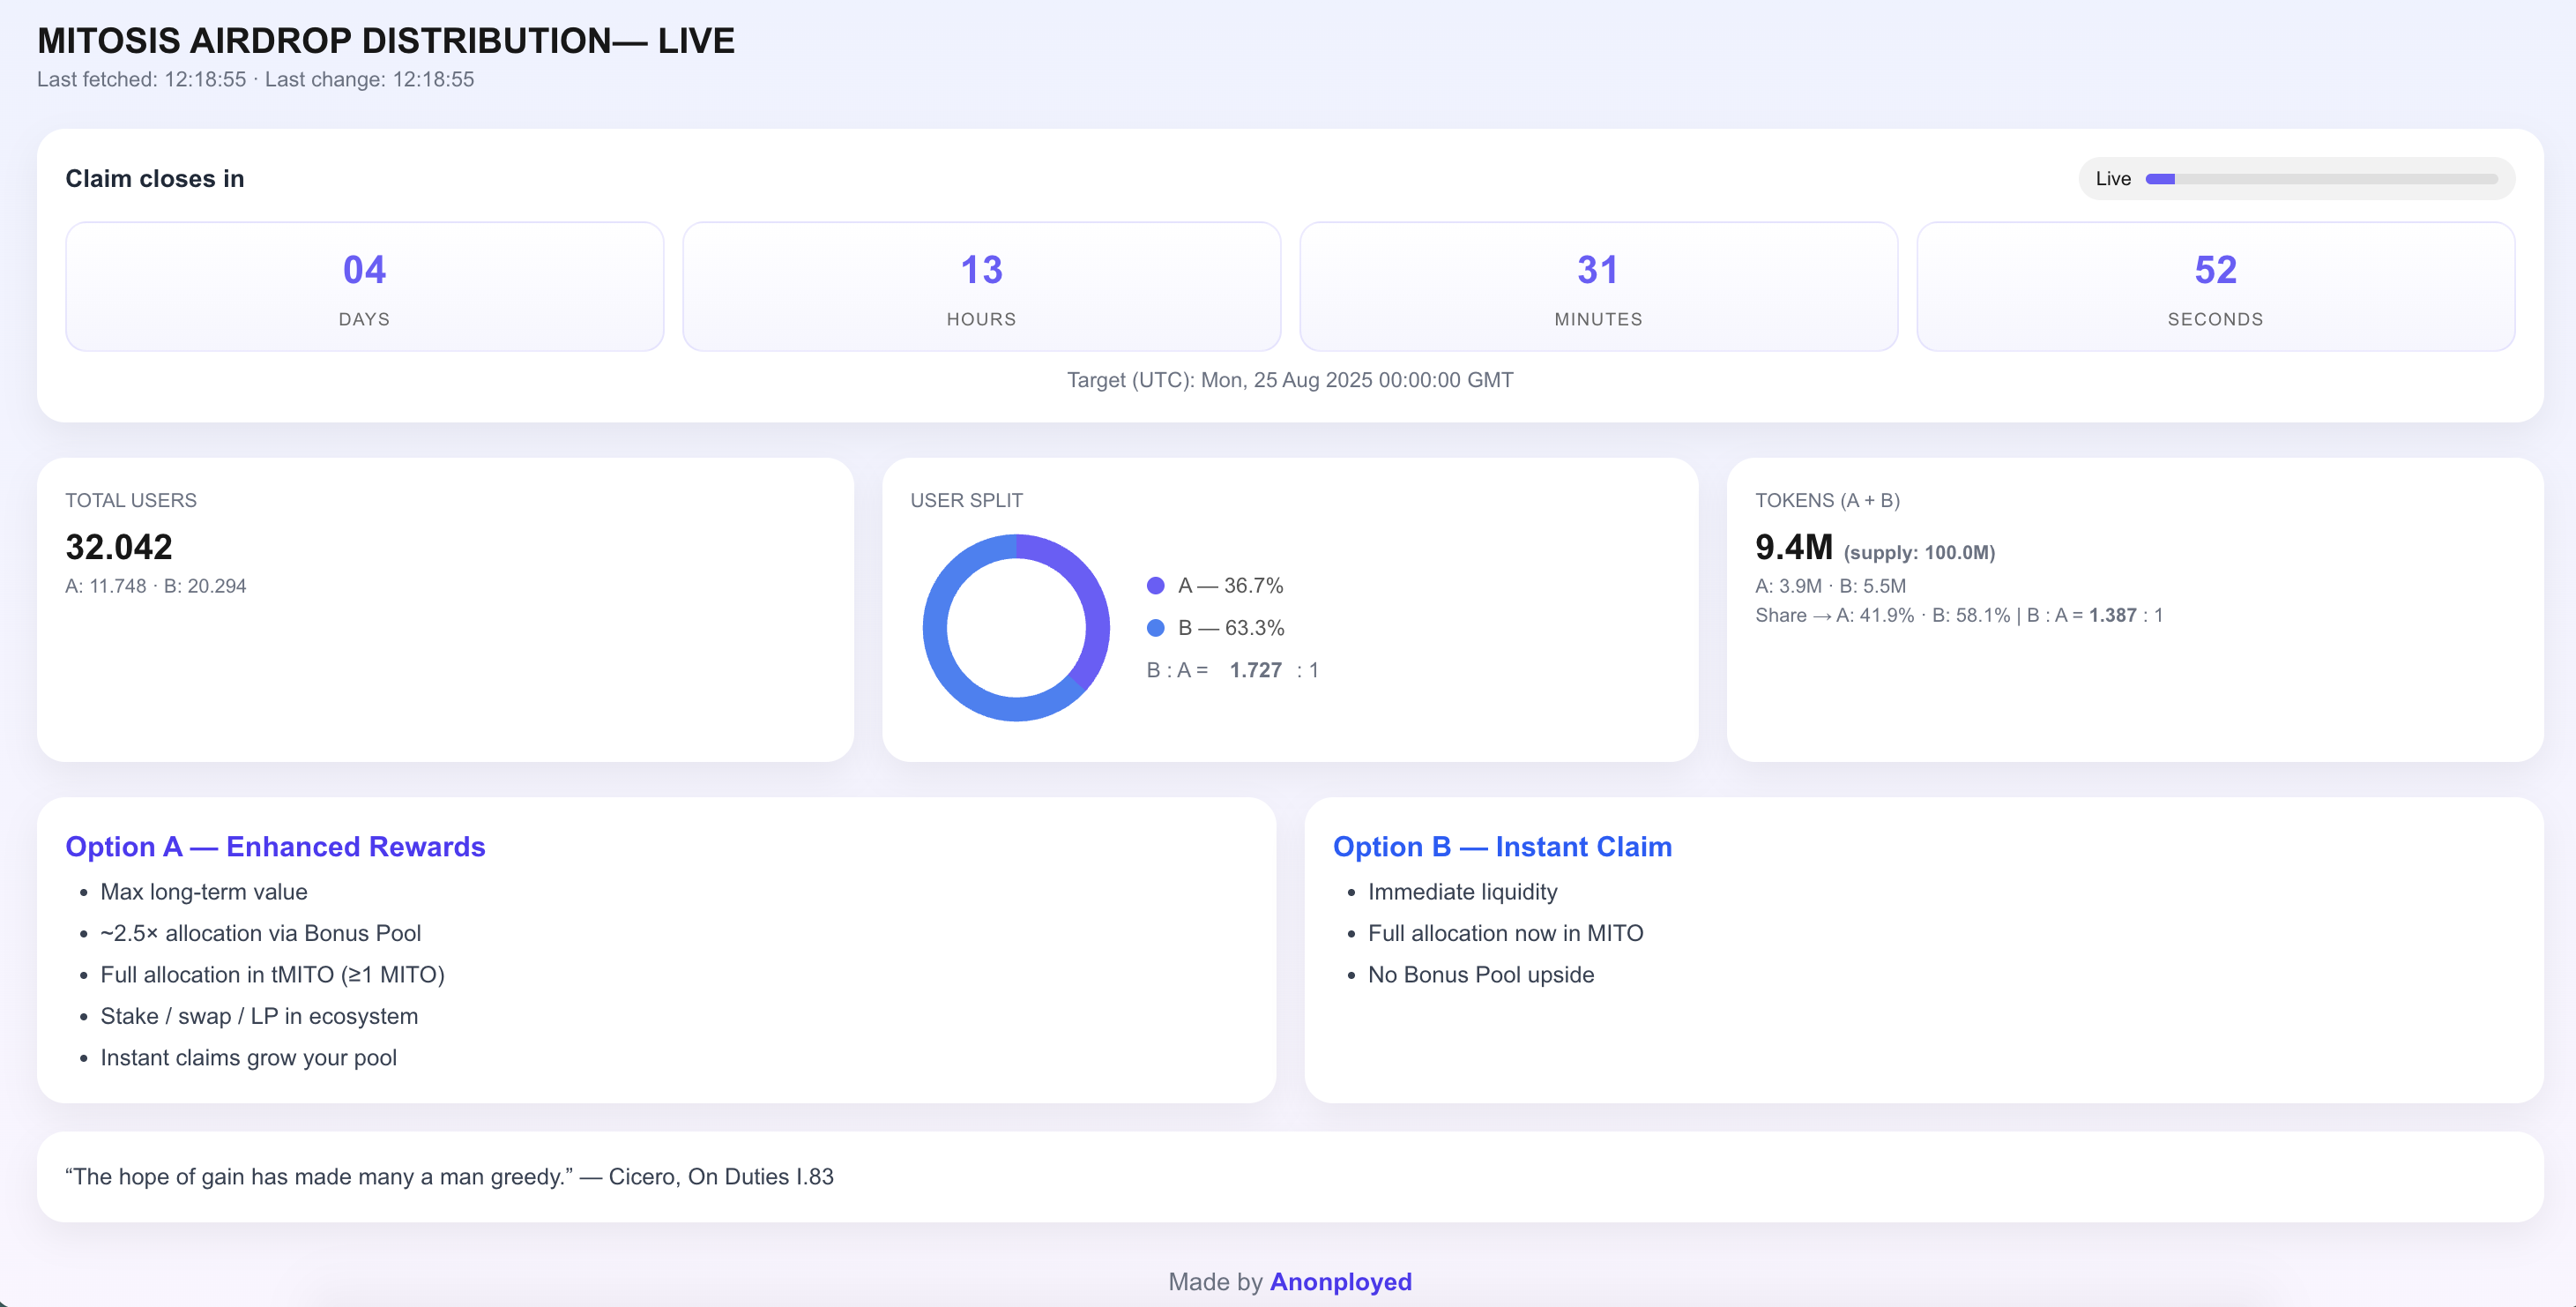 MITOSIS AIRDROP DISTRIBUTION— LIVE
Last fetched: 12:18:55 · Last change: 12:18:55
Claim closes in
Live
04
DAYS
13
HOURS
31
MINUTES
52
SECONDS
Target (UTC): Mon, 25 Aug 2025 00:00:00 GMT
TOTAL USERS
32.042
A: 11.748 · B: 20.294
USER SPLIT
A — 36.7%
B — 63.3%
B : A = 1.727 : 1
TOKENS (A + B)
9.4M (supply: 100.0M)
A: 3.9M · B: 5.5M
Share → A: 41.9% · B: 58.1% | B : A = 1.387 : 1
Option A — Enhanced Rewards
• Max long-term value
• ~2.5× allocation via Bonus Pool
• Full allocation in tMITO (≥1 MITO)
• Stake / swap / LP in ecosystem
• Instant claims grow your pool
Option B — Instant Claim
• Immediate liquidity
• Full allocation now in MITO
• No Bonus Pool upside
“The hope of gain has made many a man greedy.” — Cicero, On Duties I.83
Made by Anonployed